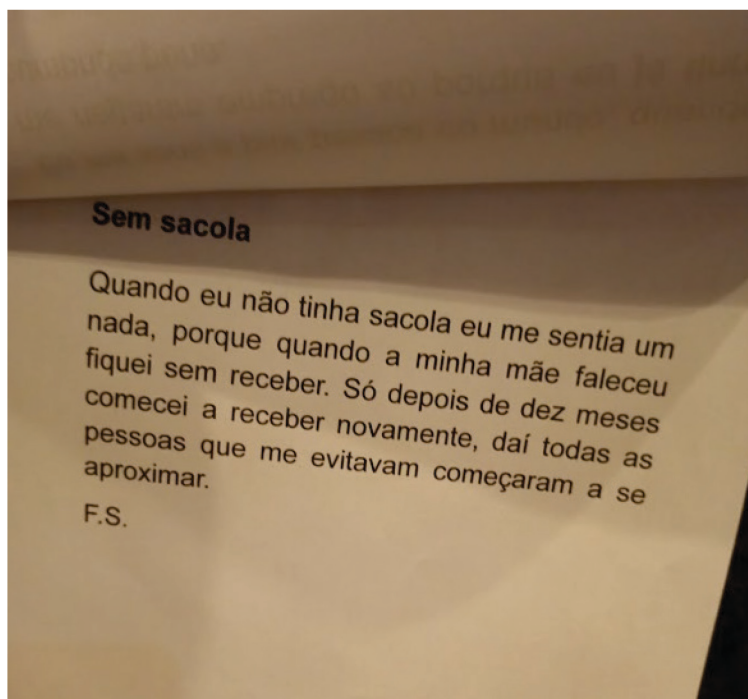 Sem sacola
Quando eu não tinha sacola eu me sentia um
nada, porque quando a minha mãe faleceu
fiquei sem receber. Só depois de dez meses
comecei a receber novamente, daí todas as
pessoas que me evitavam começaram a se
aproximar.
F.S.